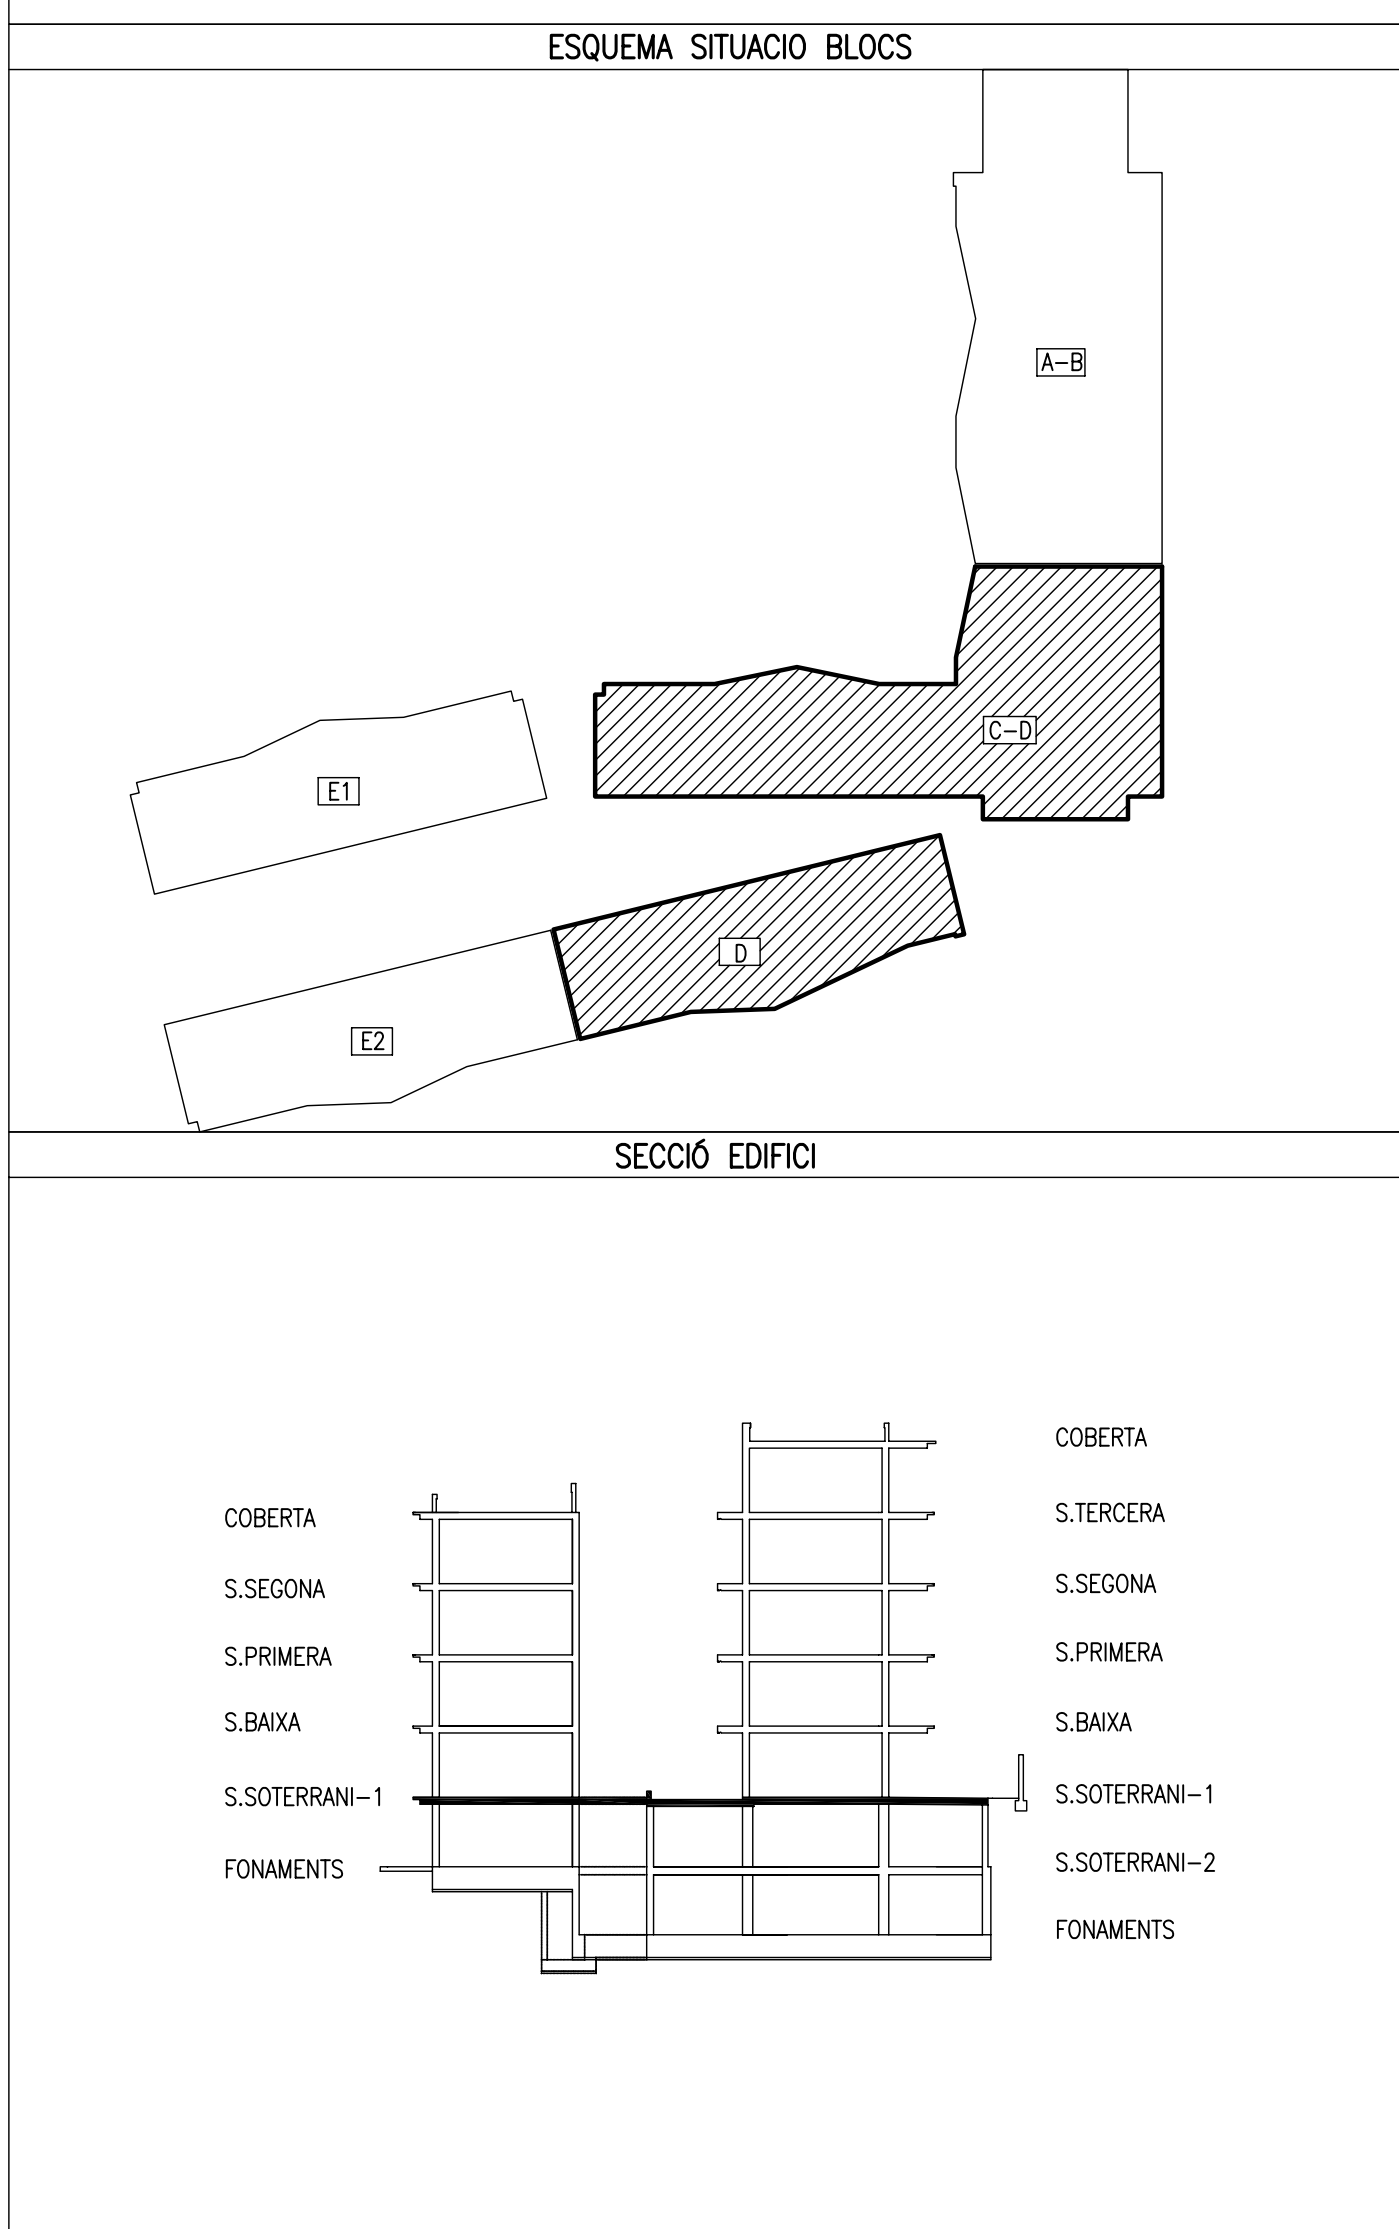 ESQUEMA SITUACIO BLOCS
A-B
C-D
E1
D
E2
SECCIÓ EDIFICI
COBERTA
S.SEGONA
S.PRIMERA
S.BAIXA
S.SOTERRANI-1
FONAMENTS
COBERTA
S.TERCERA
S.SEGONA
S.PRIMERA
S.BAIXA
S.SOTERRANI-1
S.SOTERRANI-2
FONAMENTS